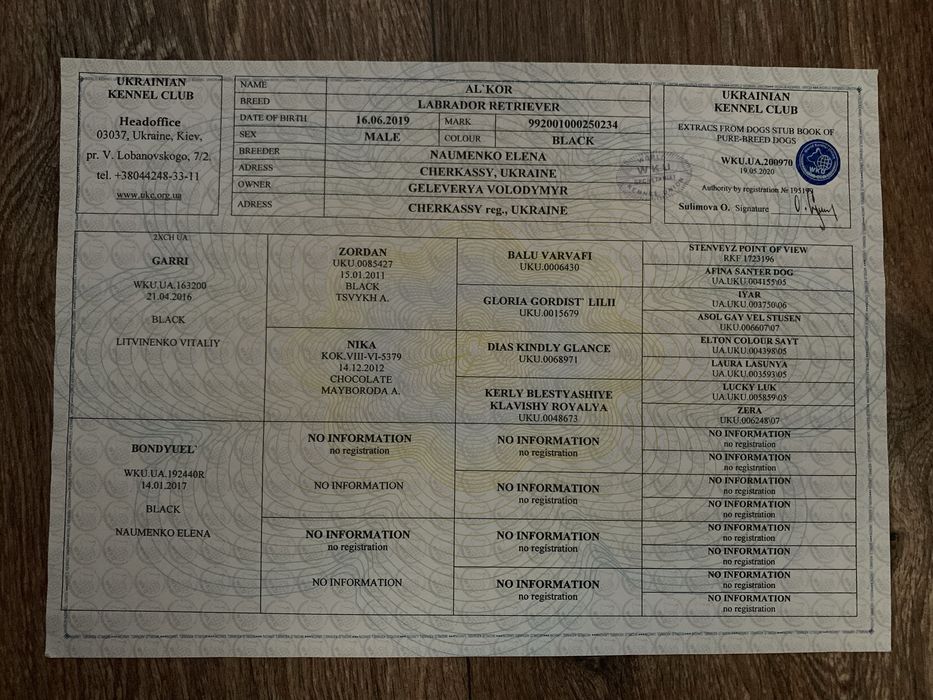 UKRAINIAN
KENNEL CLUB
Headoffice
03037, Ukraine, Kiev,
pr. V. Lobanovskogo, 7/2.
tel. +38044248-33-11
www.ukc.org.ua
NAME AL`KOR
BREED LABRADOR RETRIEVER
DATE OF BIRTH 16.06.2019 MARK 992001000250234
SEX MALE COLOUR BLACK
BREEDER NAUMENKO ELENA
ADRESS CHERKASSY, UKRAINE
OWNER GELEVERYA VOLODYMYR
ADRESS CHERKASSY reg., UKRAINE
WKU
UKRAINIAN
KENNEL CLUB
EXTRACS FROM DOGS STUB BOOK OF
PURE-BREED DOGS
WKU.UA.200970
19.05.2020
WKU
Authority by registration №
Sulimova O. Signature
2XCH UA
GARRI
WKU.UA.163200
21.04.2016
BLACK
LITVINENKO VITALIY
BONDYUEL`
WKU.UA.192440R
14.01.2017
BLACK
NAUMENKO ELENA
ZORDAN
UKU.0085427
15.01.2011
BLACK
TSVYKH A.
NIKA
KOK.VIII-VI-5379
14.12.2012
CHOCOLATE
MAYBORODA A.
NO INFORMATION
no registration
NO INFORMATION
NO INFORMATION
no registration
NO INFORMATION
BALU VARVAFI
UKU.0006430
GLORIA GORDIST` LILII
UKU.0015679
DIAS KINDLY GLANCE
UKU.0068971
KERLY BLESTYASHIYE
KLAVISHY ROYALYA
UKU.0048673
NO INFORMATION
no registration
NO INFORMATION
no registration
NO INFORMATION
no registration
NO INFORMATION
no registration
STENVEYZ POINT OF VIEW
RKF 1723196
AFINA SANTER DOG
UA.UKU.004155\05
IYAR
UA.UKU.003750\06
ASOL GAY VEL STUSEN
UKU.006607\07
ELTON COLOUR SAYT
UA.UKU.004398\05
LAURA LASUNYA
UA.UKU.003593\05
LUCKY LUK
UA.UKU.005859\05
ZERA
UKU.006248\07
NO INFORMATION
no registration
NO INFORMATION
no registration
NO INFORMATION
no registration
NO INFORMATION
no registration
NO INFORMATION
no registration
NO INFORMATION
no registration
NO INFORMATION
no registration
NO INFORMATION
no registration